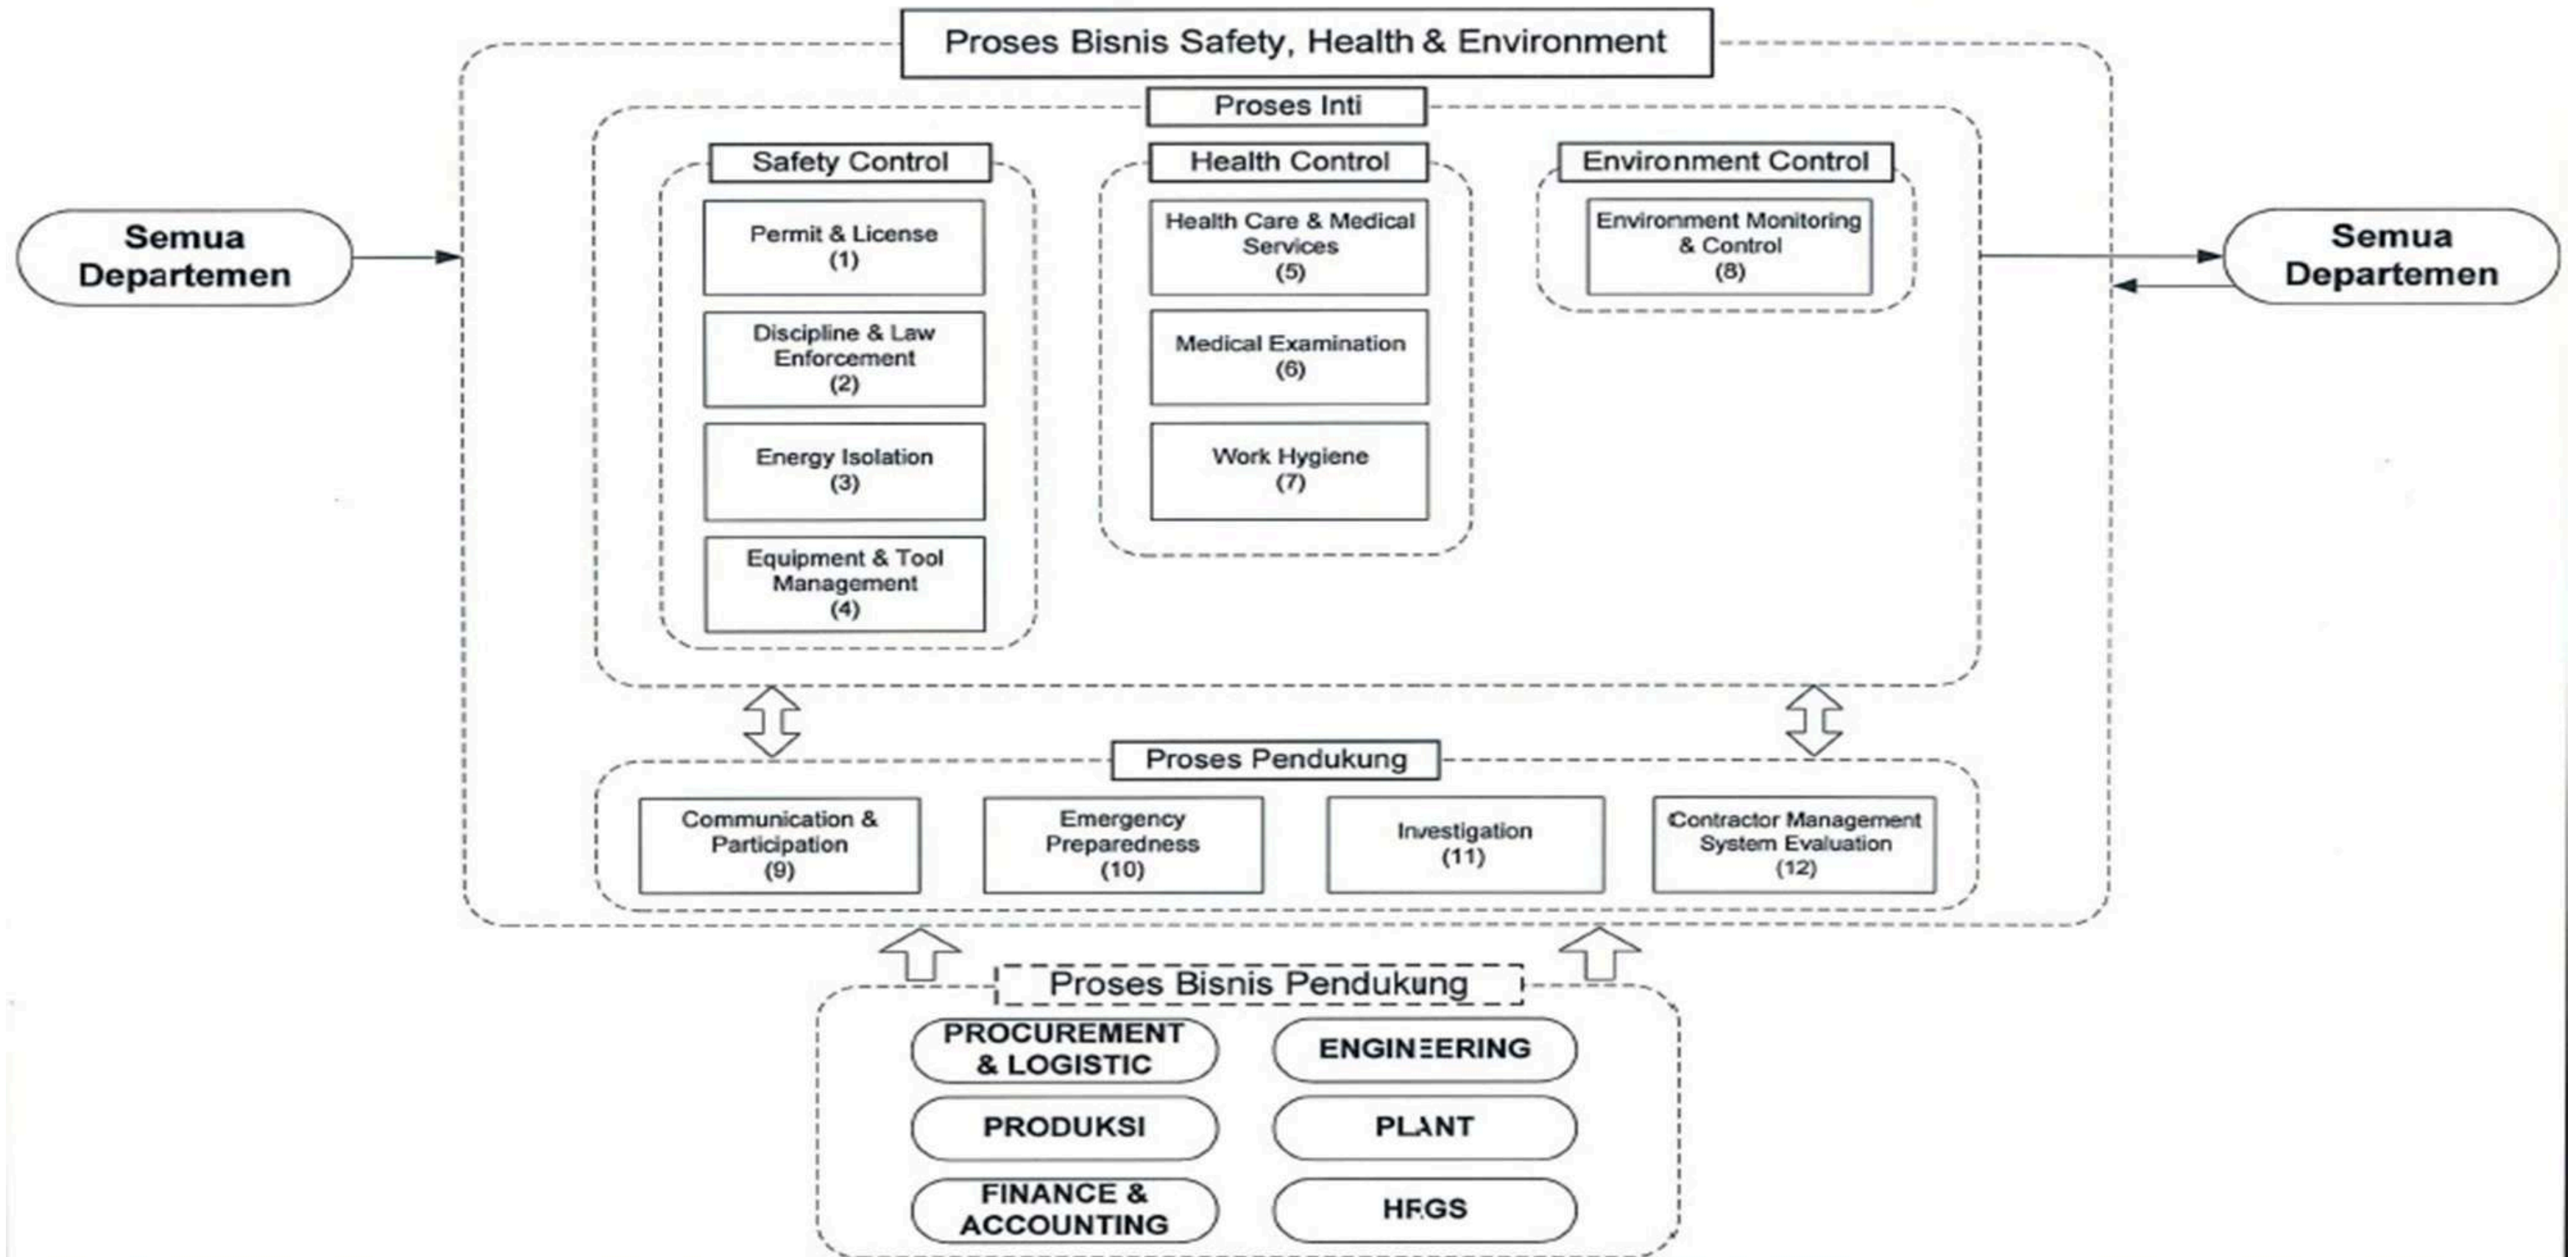 Proses Bisnis Safety, Health & Environment
Proses Inti
Safety Control
Health Control
Environment Control
Semua
Departemen
Permit & License
(1)
Discipline & Law
Enforcement
(2)
Energy Isolation
(3)
Equipment & Tool
Management
(4)
Health Care & Medical
Services
(5)
Medical Examination
(6)
Work Hygiene
(7)
Environment Monitoring
& Control
(8)
Semua
Departemen
Proses Pendukung
Communication &
Participation
(9)
Emergency
Preparedness
(10)
Investigation
(11)
Contractor Management
System Evaluation
(12)
Proses Bisnis Pendukung
PROCUREMENT
& LOGISTIC
ENGINEERING
PRODUKSI
PLANT
FINANCE &
ACCOUNTING
HRGS